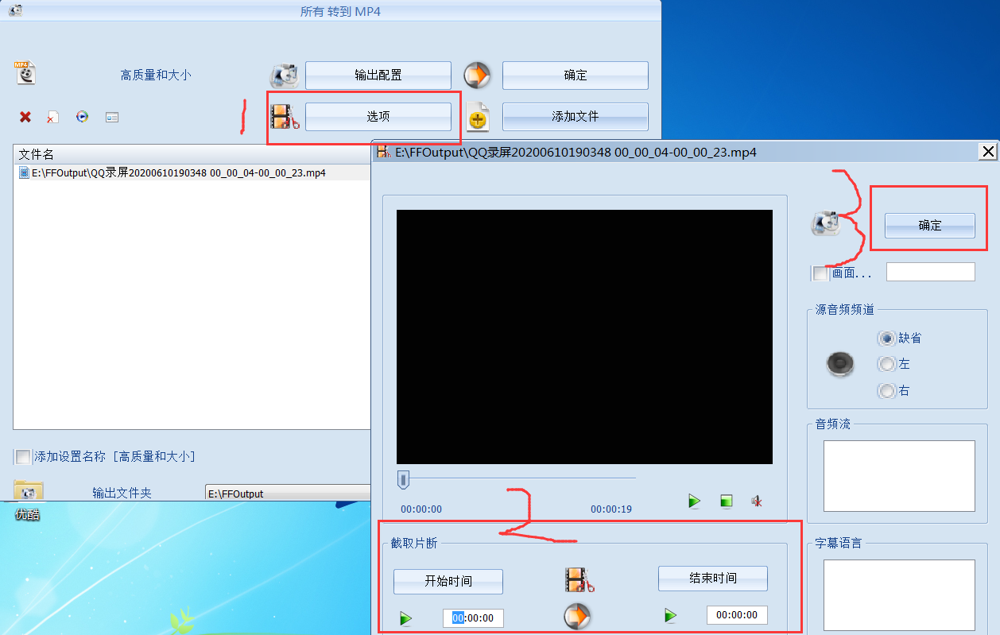 所有 转到 MP4
MP4
高质量和大小
输出配置
确定
1
选项
添加文件
文件名
E:\FFOutput\QQ录屏20200610190348 00_00_04-00_00_23.mp4
添加设置名称 [高质量和大小]
输出文件夹
E:\FFOutput
优酷
E:\FFOutput\QQ录屏20200610190348 00_00_04-00_00_23.mp4
3
确定
画面...
源音频频道
缺省
左
右
音频流
00:00:00
00:00:19
2
截取片断
开始时间
结束时间
00:00:00
00:00:00
字幕语言